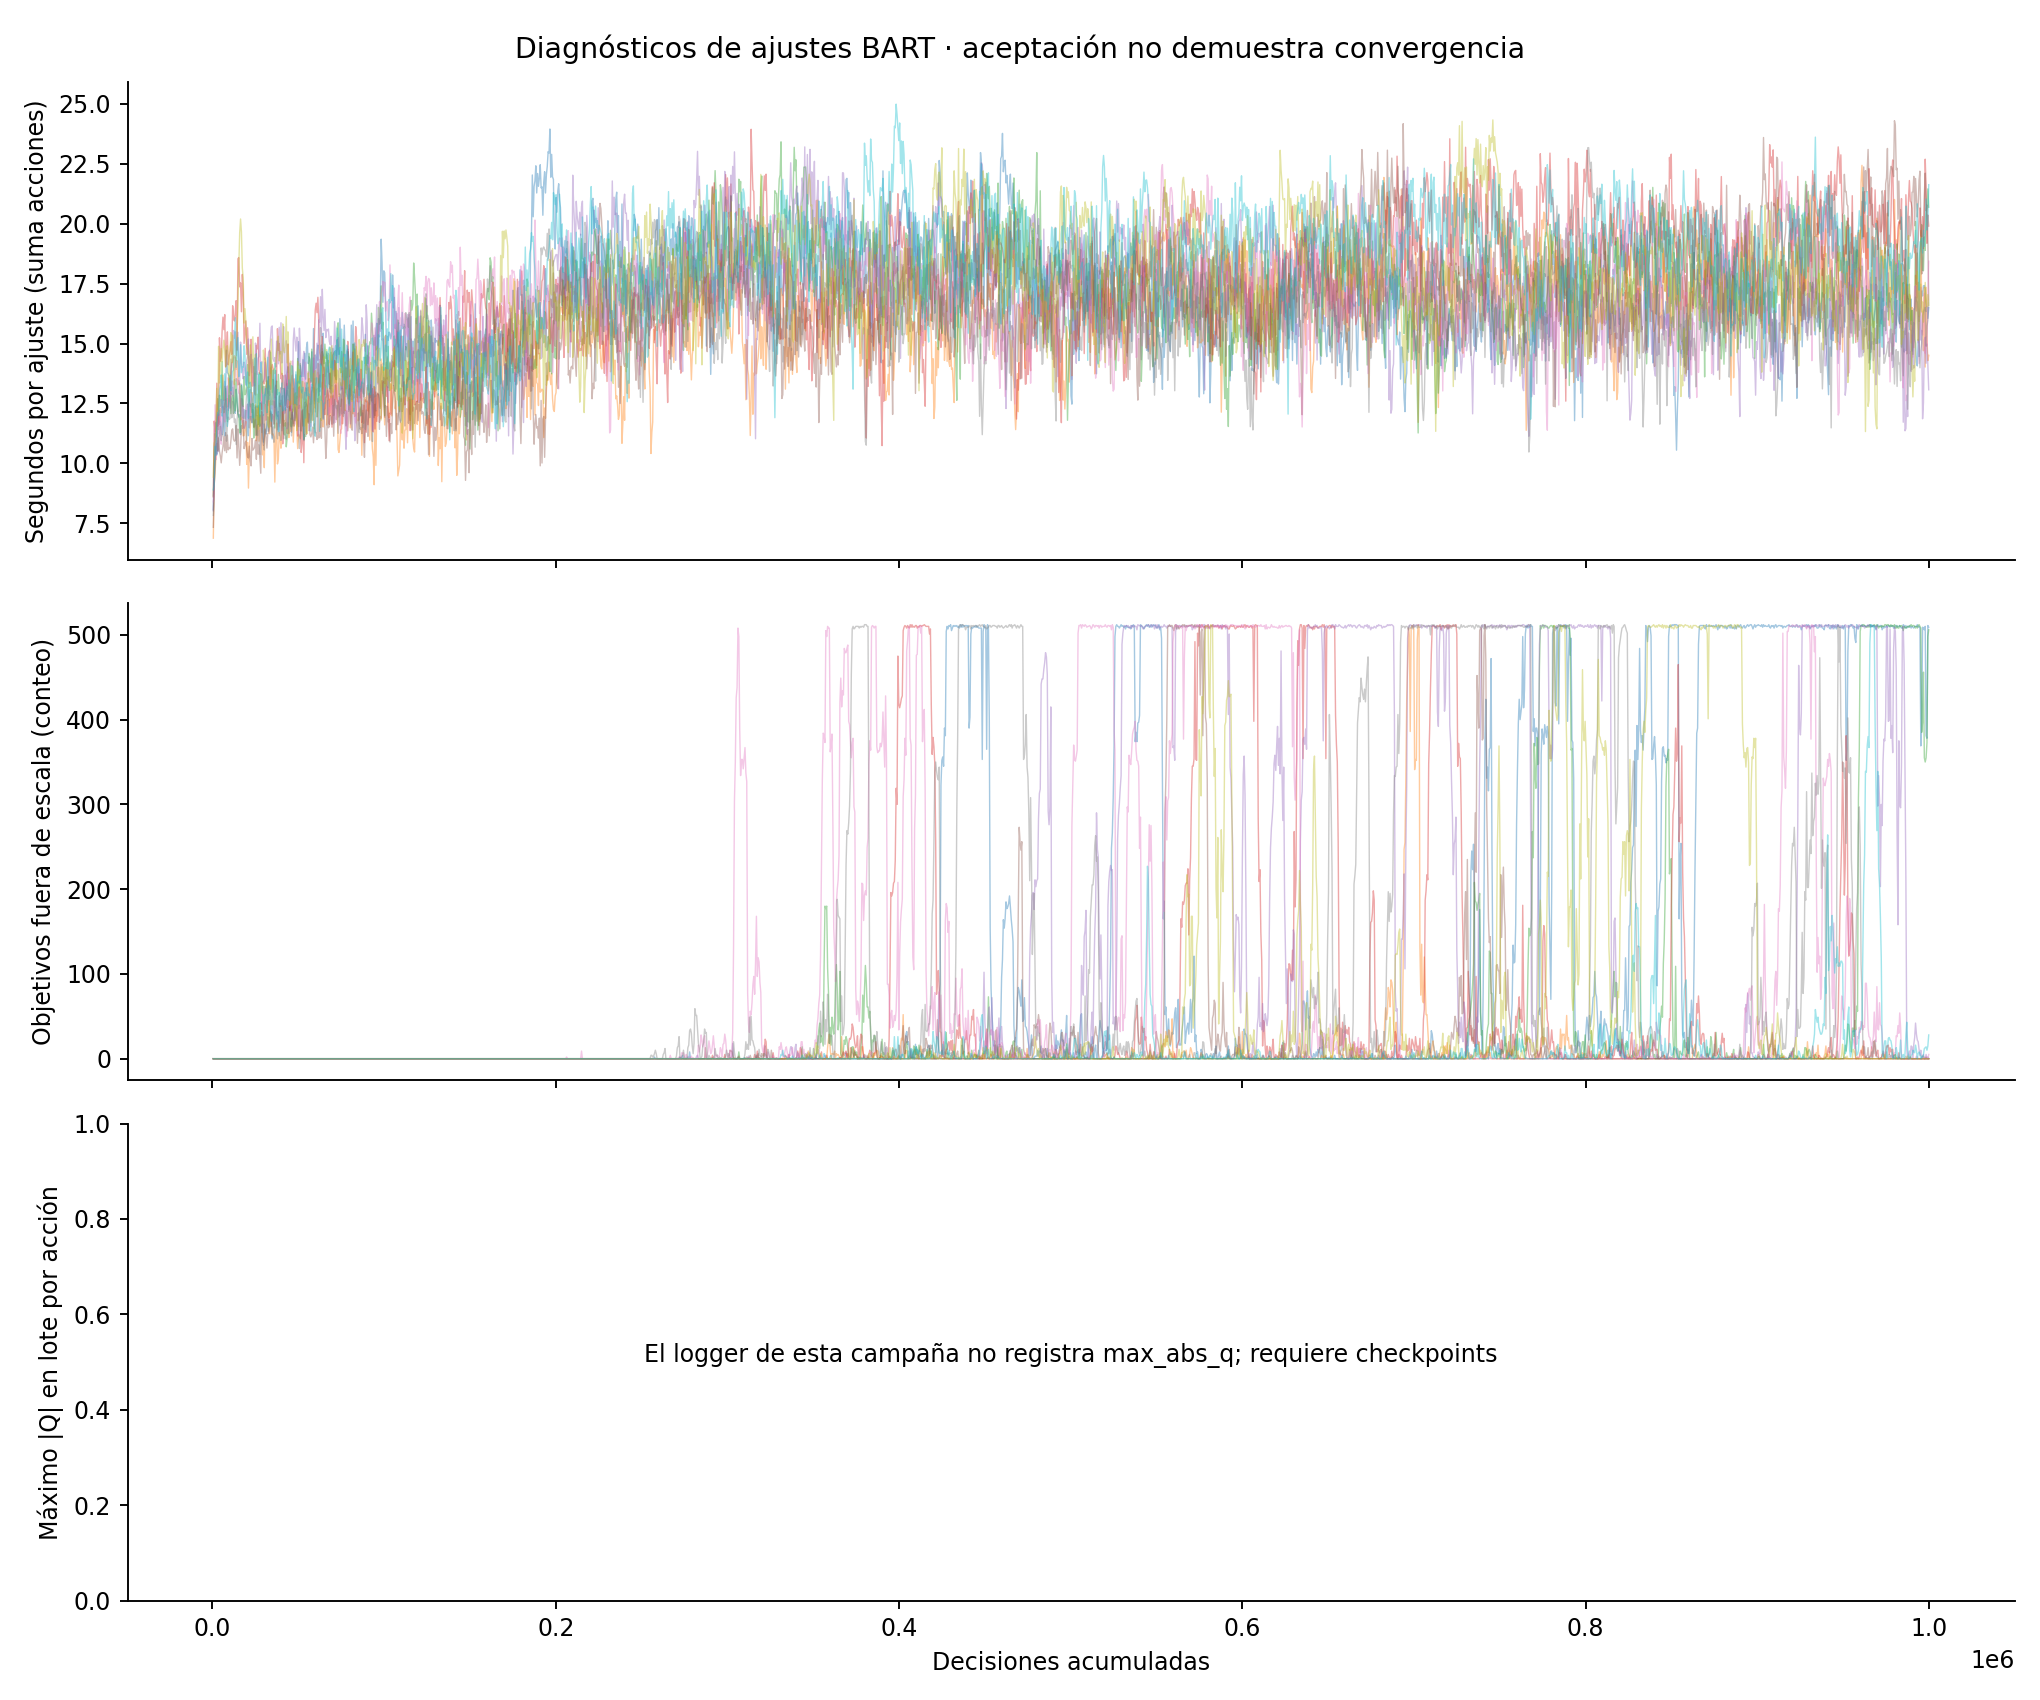 Diagnósticos de ajustes BART · aceptación no demuestra convergencia
Segundos por ajuste (suma acciones)
25.0
22.5
20.0
17.5
15.0
12.5
10.0
7.5
Objetivos fuera de escala (conteo)
500
400
300
200
100
0
Máximo |Q| en lote por acción
1.0
0.8
0.6
0.4
0.2
0.0
El logger de esta campaña no registra max_abs_q; requiere checkpoints
0.0 0.2 0.4 0.6 0.8 1.0
1e6
Decisiones acumuladas